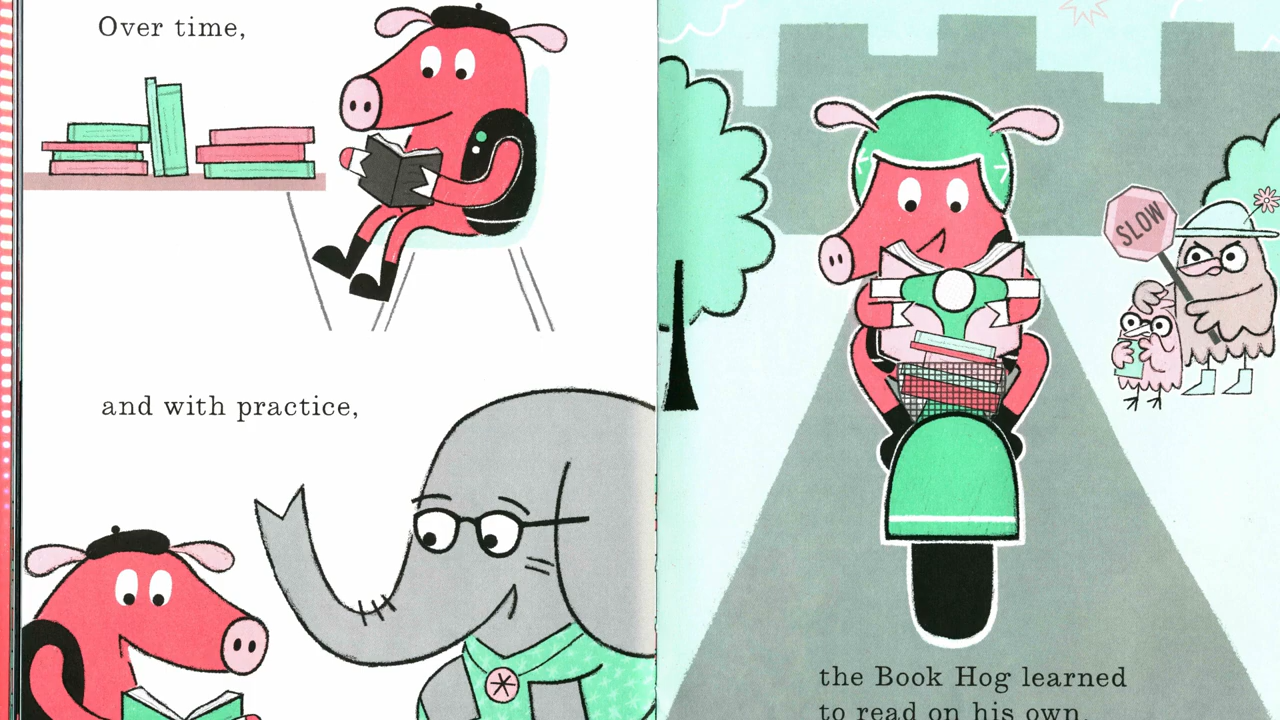 Over time,
and with practice,
SLOW
the Book Hog learned
to read on his own.